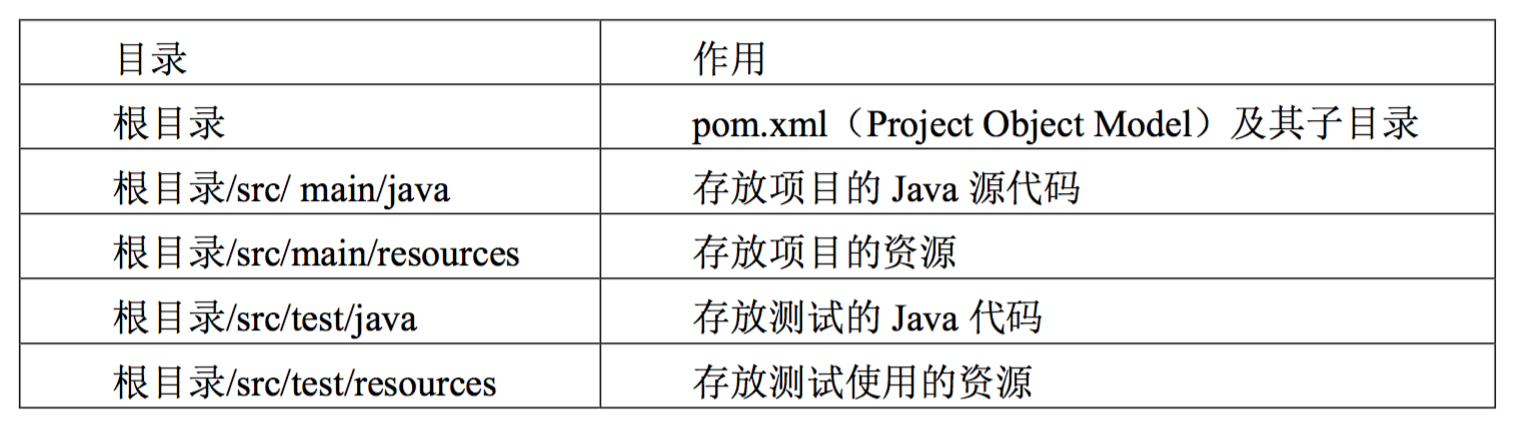 目录 作用
根目录 pom.xml（Project Object Model）及其子目录
根目录/src/ main/java 存放项目的 Java 源代码
根目录/src/main/resources 存放项目的资源
根目录/src/test/java 存放测试的 Java 代码
根目录/src/test/resources 存放测试使用的资源